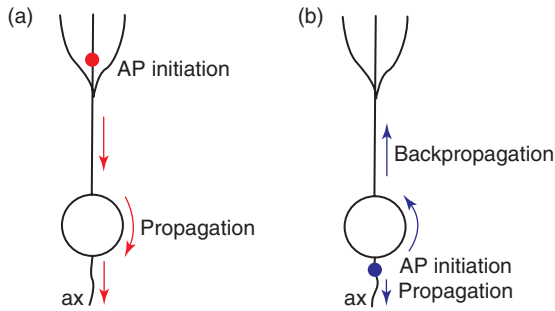 (a)
AP initiation
Propagation
ax
(b)
Backpropagation
AP initiation
Propagation
ax